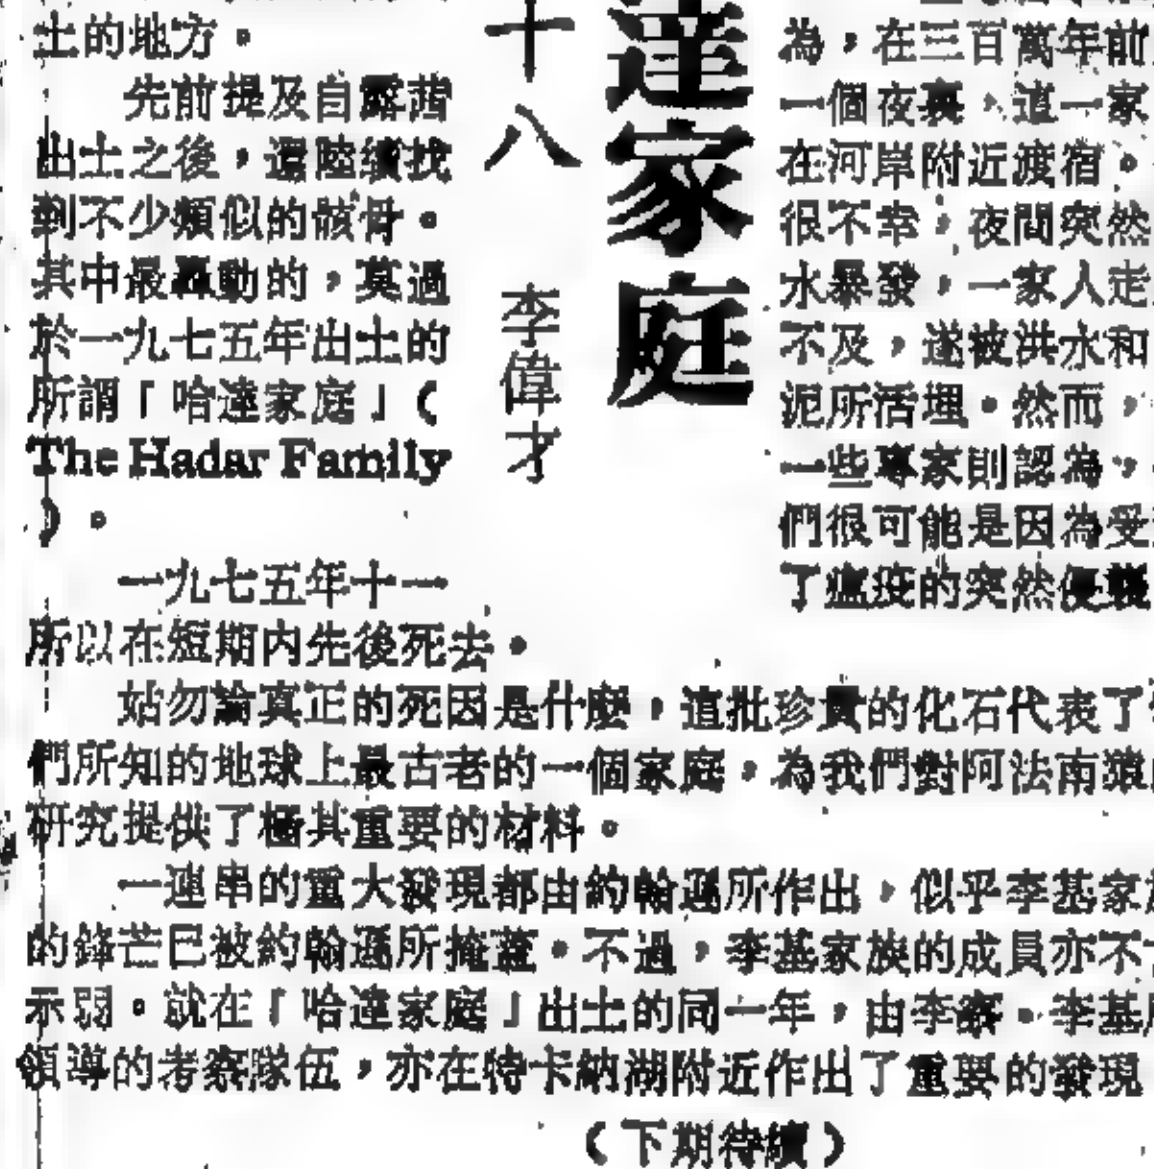 土的地方。
先前提及自露茜
出土之後，還陸續找
到不少類似的骸骨。
其中最轟動的，莫過
於一九七五年出土的
所謂「哈達家庭」（
The Hadar Family
）。
一九七五年十一
十八
達家庭
李偉才
為，在三百萬年前
一個夜裏，這一家
在河岸附近渡宿。
很不幸，夜間突然
水暴發，一家人走
不及，遂被洪水和
泥所活埋。然而，
一些專家則認為，
們很可能是因為受
了瘟疫的突然侵襲
所以在短期內先後死去。
姑勿論真正的死因是什麼，這批珍貴的化石代表了
們所知的地球上最古老的一個家庭，為我們對阿法南猿
研究提供了極其重要的材料。
一連串的重大發現都由約翰遜所作出，似乎李基家
的鋒芒已被約翰遜所掩蓋。不過，李基家族的成員亦不
示弱。就在「哈達家庭」出土的同一年，由李察·李基
領導的考察隊伍，亦在特卡納湖附近作出了重要的發現
（下期待續）